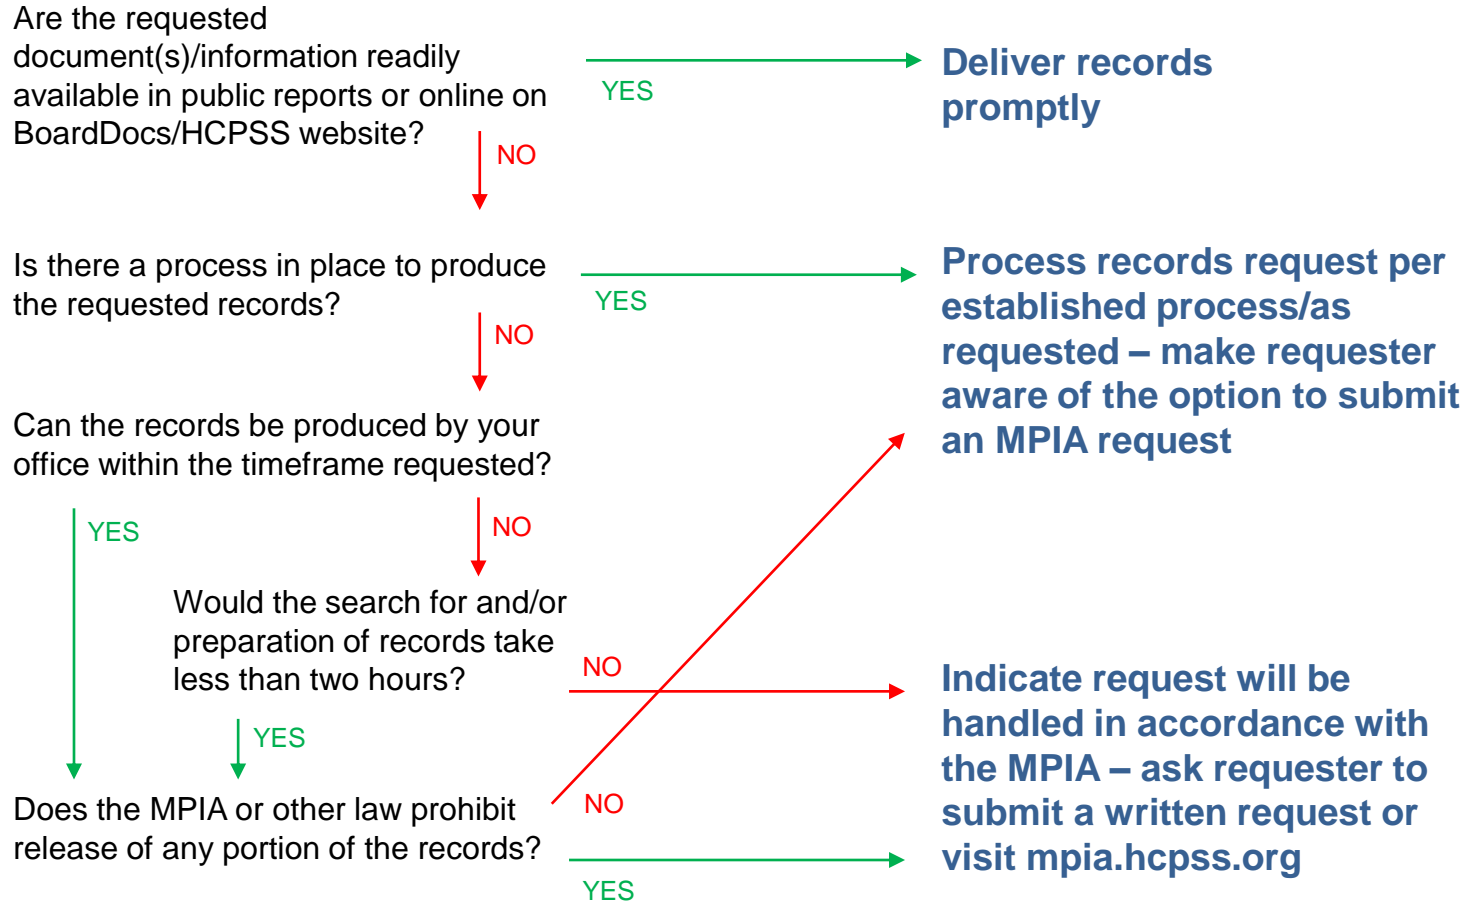 Are the requested
document(s)/information readily
available in public reports or online on
BoardDocs/HCPSS website?
YES
Deliver records
promptly
NO
Is there a process in place to produce
the requested records?
YES
Process records request per
established process/as
requested – make requester
aware of the option to submit
an MPIA request
NO
Can the records be produced by your
office within the timeframe requested?
YES
NO
Would the search for and/or
preparation of records take
less than two hours?
NO
Indicate request will be
handled in accordance with
the MPIA – ask requester to
submit a written request or
visit mpia.hcpss.org
YES
Does the MPIA or other law prohibit
release of any portion of the records?
NO
YES